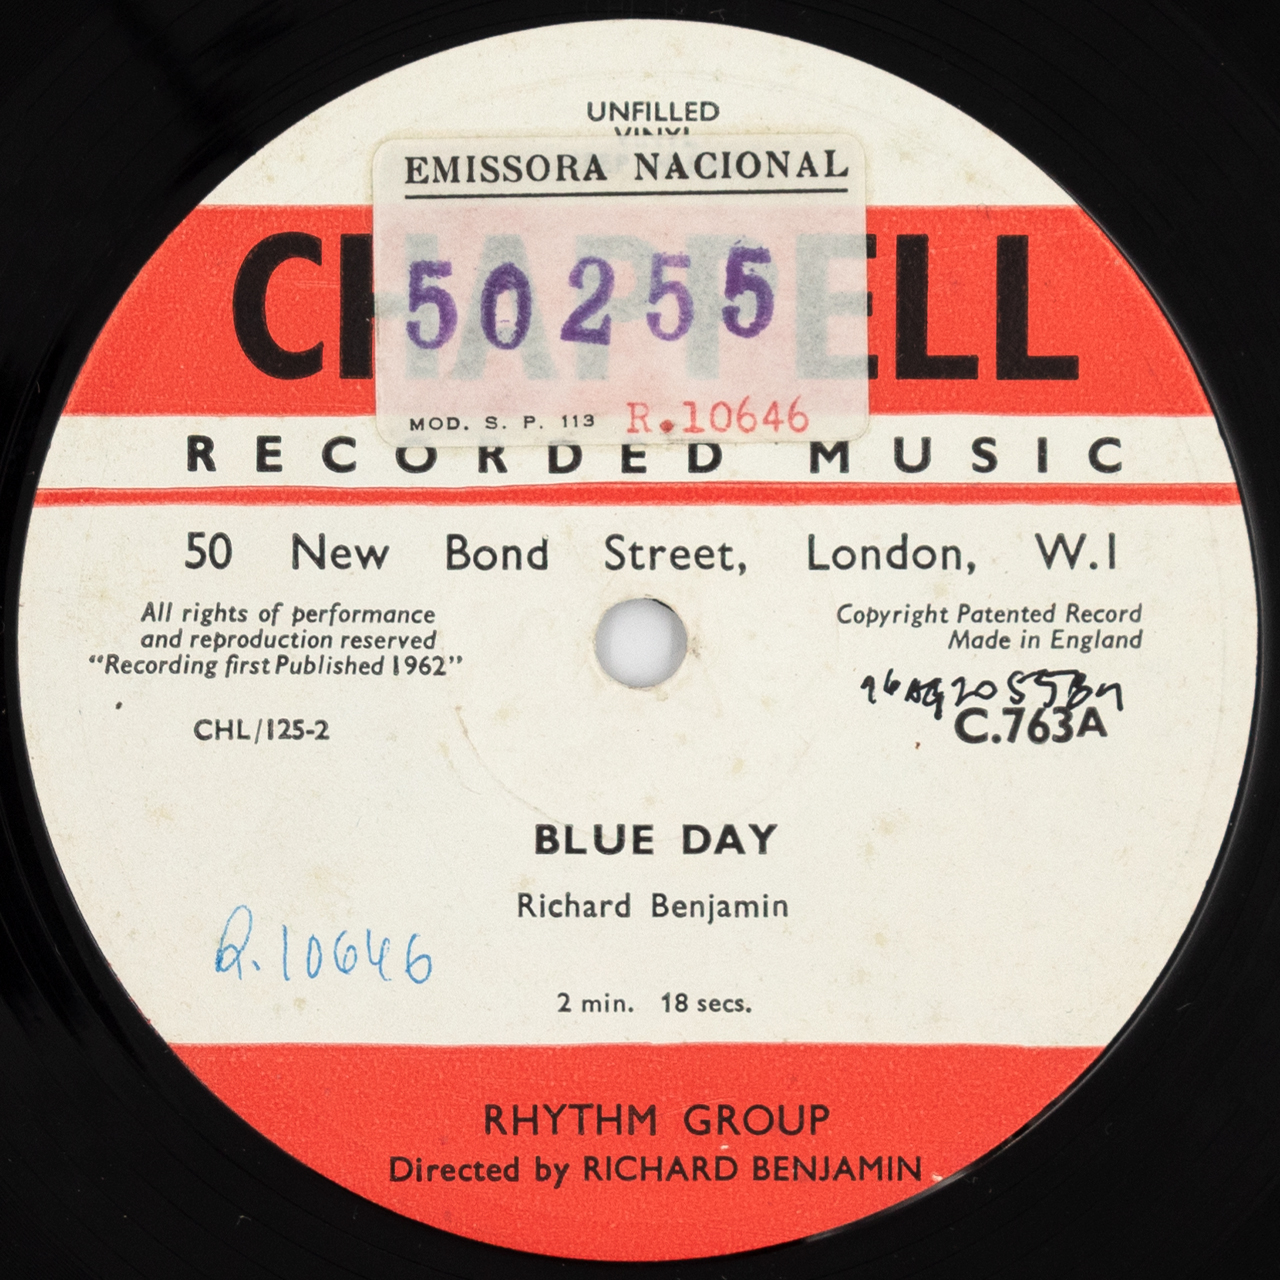 UNFILLED
VINYL
EMISSORA NACIONAL
CHAPPELL
50255
MOD. S. P. 113 R.10646
RECORDED MUSIC
50 New Bond Street, London, W.1
All rights of performance
and reproduction reserved
“Recording first Published 1962”
Copyright Patented Record
Made in England
CHL/125-2
C.763A
BLUE DAY
Richard Benjamin
R.10646
2 min. 18 secs.
RHYTHM GROUP
Directed by RICHARD BENJAMIN